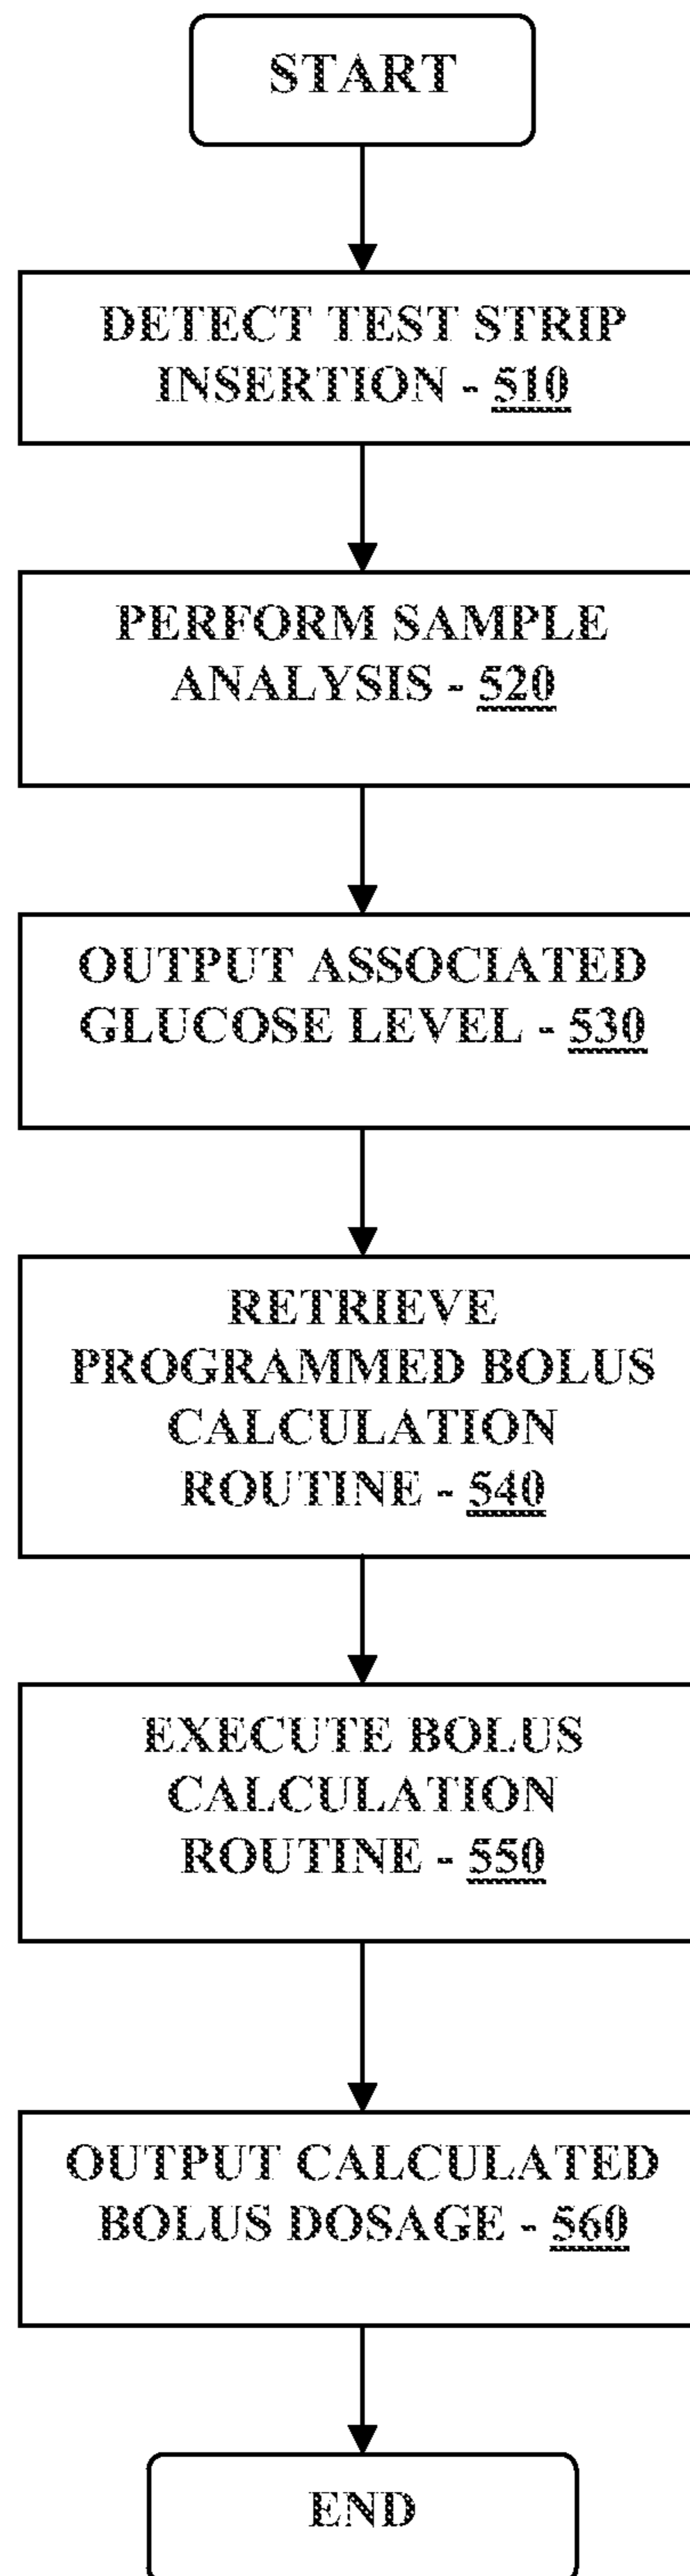 START
DETECT TEST STRIP
INSERTION - 510
PERFORM SAMPLE
ANALYSIS - 520
OUTPUT ASSOCIATED
GLUCOSE LEVEL - 530
RETRIEVE
PROGRAMMED BOLUS
CALCULATION
ROUTINE - 540
EXECUTE BOLUS
CALCULATION
ROUTINE - 550
OUTPUT CALCULATED
BOLUS DOSAGE - 560
END